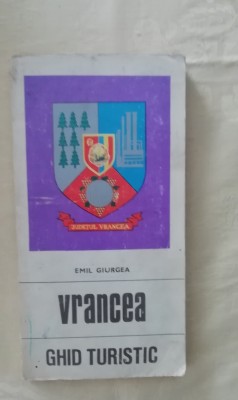 JUDEȚUL VRANCEA
EMIL GIURGEA
vrancea
GHID TURISTIC